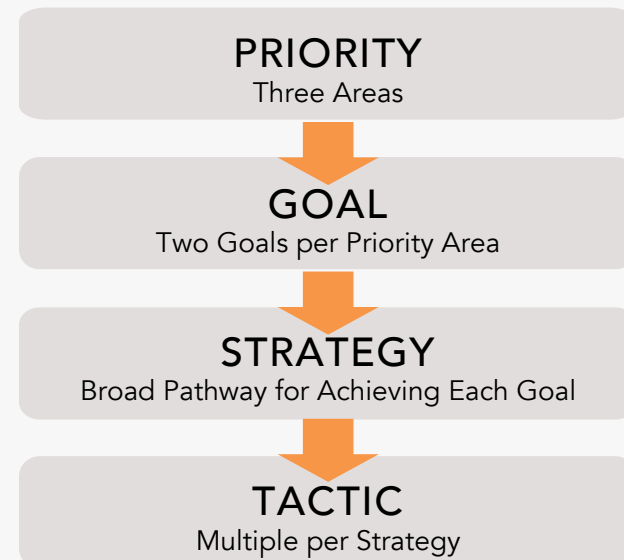 PRIORITY
Three Areas
GOAL
Two Goals per Priority Area
STRATEGY
Broad Pathway for Achieving Each Goal
TACTIC
Multiple per Strategy